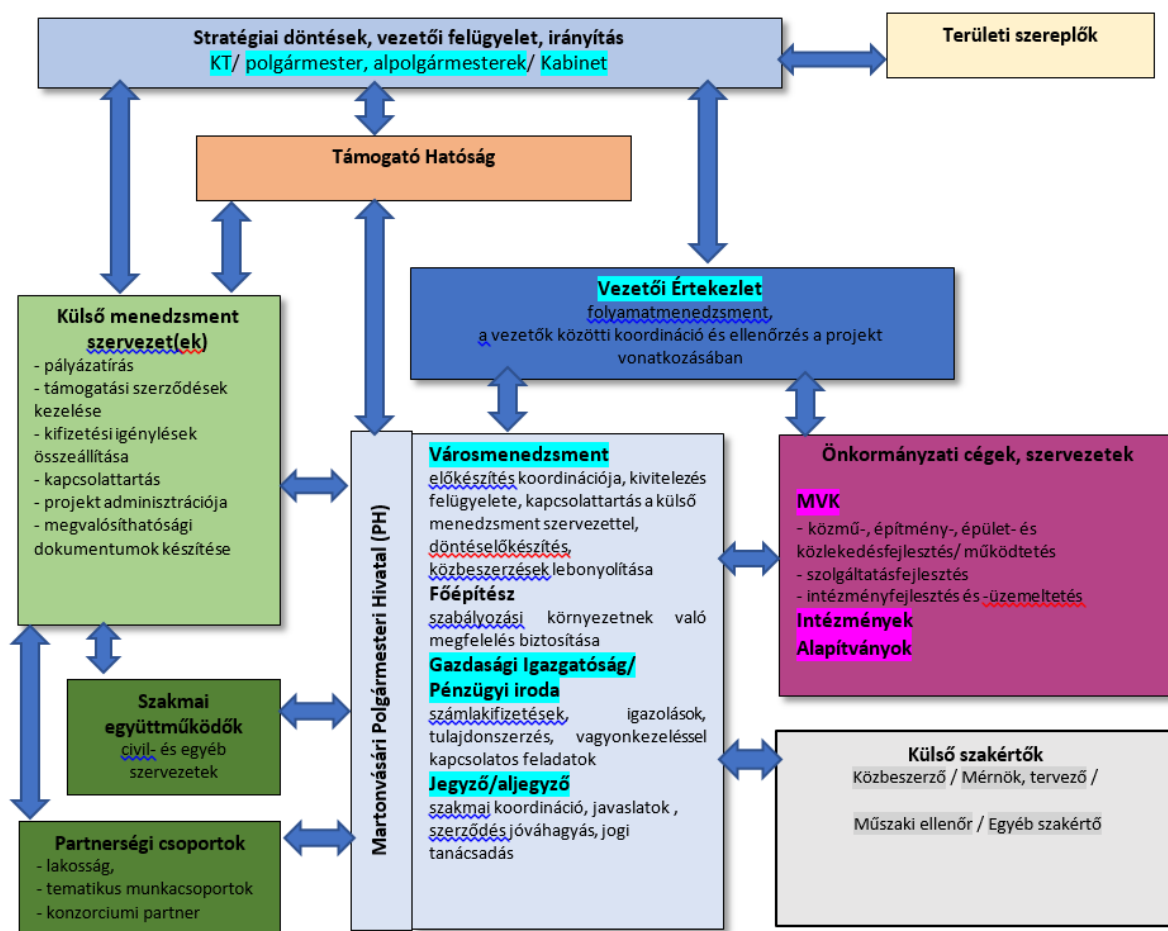 Stratégiai döntések, vezetői felügyelet, irányítás
KT/ polgármester, alpolgármesterek/ Kabinet
Területi szereplők
Támogató Hatóság
Vezetői Értekezlet
folyamatmenedzsment,
a vezetők közötti koordináció és ellenőrzés a projekt
vonatkozásában
Külső menedzsment
szervezet(ek)
- pályázatírás
- támogatási szerződések
kezelése
- kifizetési igénylések
összeállítása
- kapcsolattartás
- projekt adminisztrációja
- megvalósíthatósági
dokumentumok készítése
Martonvásári Polgármesteri Hivatal (PH)
Városmenedzsment
előkészítés koordinációja, kivitelezés
felügyelete, kapcsolattartás a külső
menedzsment szervezettel,
döntéselőkészítés,
közbeszerzések lebonyolítása
Főépítész
szabályozási környezetnek való
megfelelés biztosítása
Gazdasági Igazgatóság/
Pénzügyi iroda
számlakifizetések, igazolások,
tulajdonszerzés, vagyonkezeléssel
kapcsolatos feladatok
Jegyző/aljegyző
szakmai koordináció, javaslatok ,
szerződés jóváhagyás, jogi
tanácsadás
Önkormányzati cégek, szervezetek
MVK
- közmű-, építmény-, épület- és
közlekedésfejlesztés/ működtetés
- szolgáltatásfejlesztés
- intézményfejlesztés és -üzemeltetés
Intézmények
Alapítványok
Szakmai
együttműködők
civil- és egyéb
szervezetek
Külső szakértők
Közbeszerző / Mérnök, tervező /
Műszaki ellenőr / Egyéb szakértő
Partnerségi csoportok
- lakosság,
- tematikus munkacsoportok
- konzorciumi partner